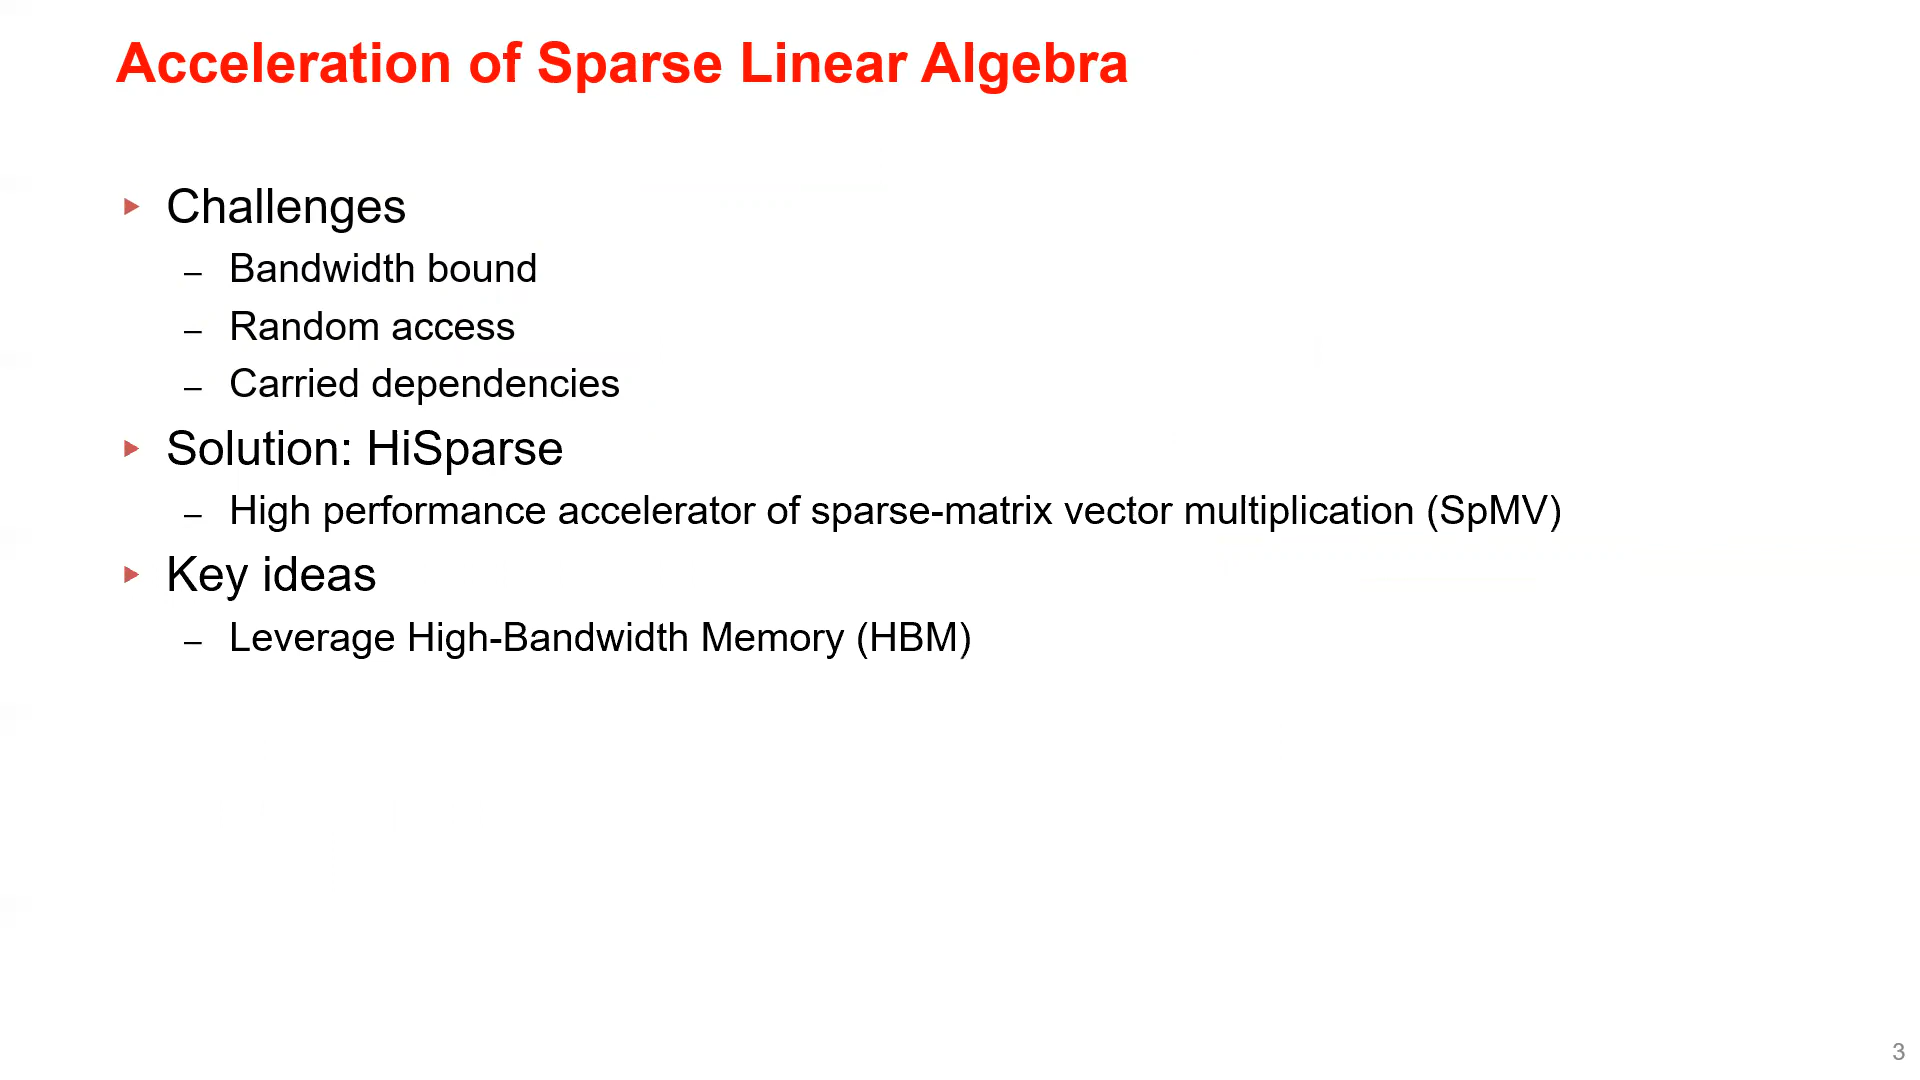 Acceleration of Sparse Linear Algebra
▸ Challenges
– Bandwidth bound
– Random access
– Carried dependencies
▸ Solution: HiSparse
– High performance accelerator of sparse-matrix vector multiplication (SpMV)
▸ Key ideas
– Leverage High-Bandwidth Memory (HBM)
3